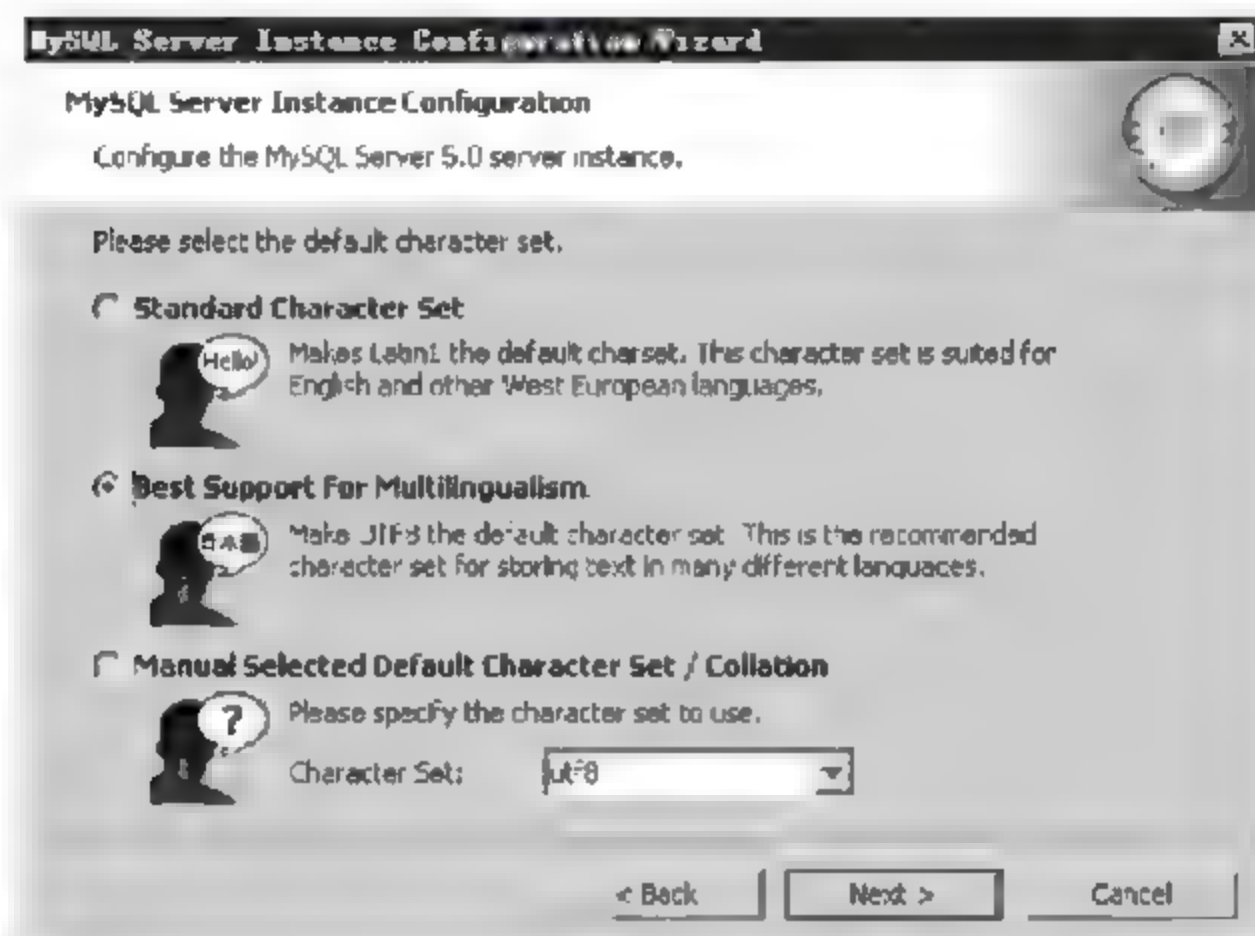 MySQL Server Instance Configuration Wizard
MySQL Server Instance Configuration
Configure the MySQL Server 5.0 server instance.
Please select the default character set.
Standard Character Set
Hello!
Makes Latin1 the default charset. This character set is suited for
English and other West European languages.
Best Support For Multilingualism
日本語
Make UTF8 the default character set. This is the recommended
character set for storing text in many different languages.
Manual Selected Default Character Set / Collation
?
Please specify the character set to use.
Character Set:
utf8
< Back
Next >
Cancel